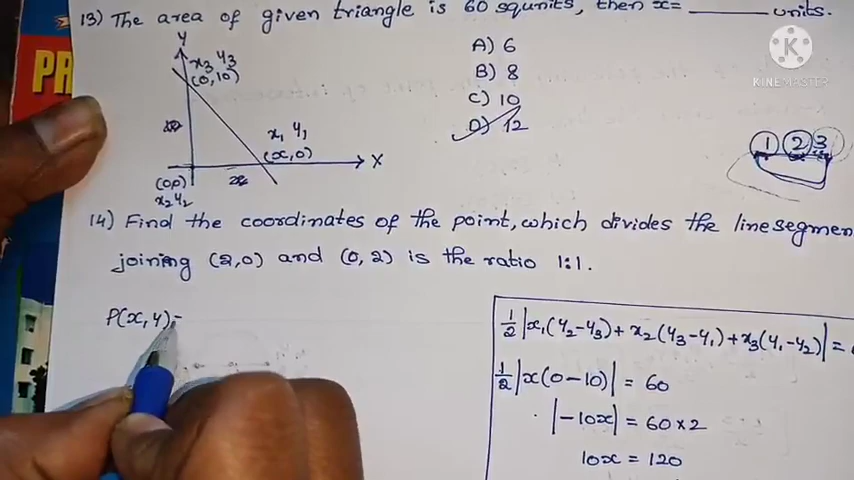 13) The area of given triangle is 60 squnits, then x= ______ units.
Y
x₃ y₃
(0,10)
x₁ y₁
(x,0)
X
(0,0)
x₂ y₂
A) 6
B) 8
C) 10
D) 12
K
KINEMASTER
1 2 3
PR
14) Find the coordinates of the point, which divides the linesegmen
joining (2,0) and (0,2) is the ratio 1:1.
P(x,y)=
1/2 |x₁(y₂-y₃)+ x₂(y₃-y₁)+x₃(y₁-y₂)| =
1/2 |x(0-10)| = 60
|-10x| = 60×2
10x = 120